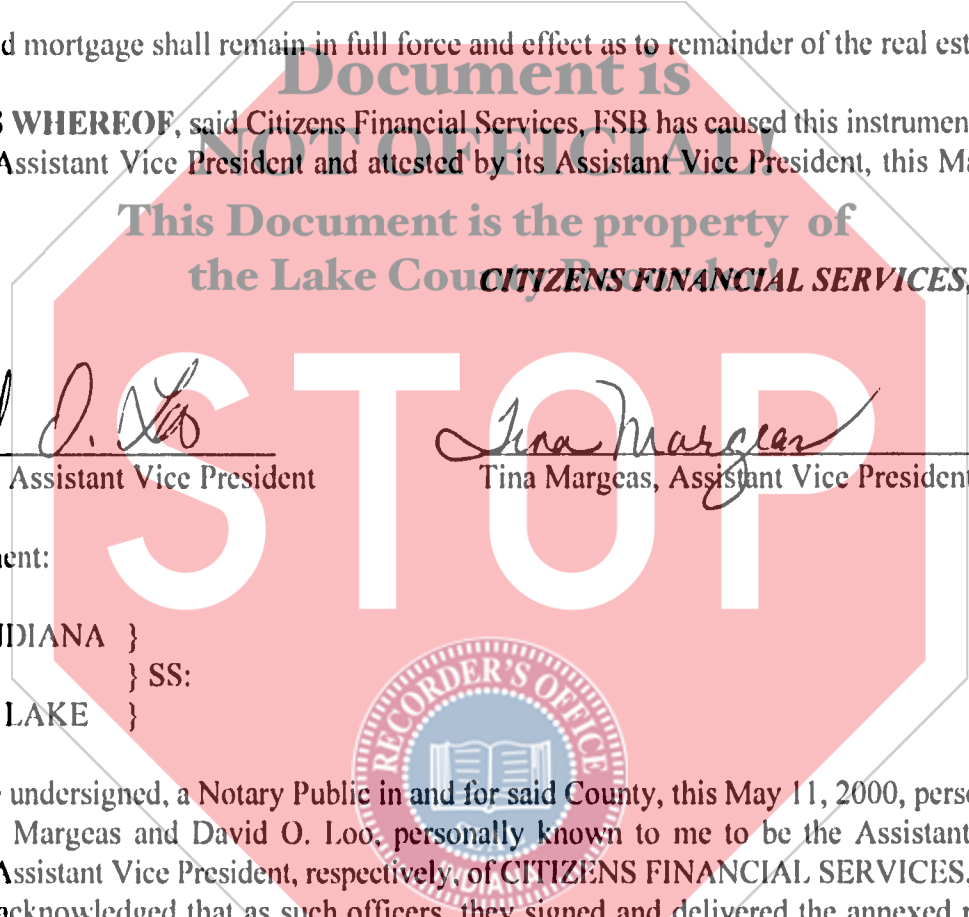 d mortgage shall remain in full force and effect as to remainder of the real est
Document is
S WHEREOF, said Citizens Financial Services, FSB has caused this instrumen
NOT OFFICIAL!
Assistant Vice President and attested by its Assistant Vice President, this Ma
This Document is the property of
the Lake County Recorder!
CITIZENS FINANCIAL SERVICES,
STOP
d O. Loo
Tina Margeas
Assistant Vice President
Tina Margeas, Assistant Vice President
ent:
NDIANA }
} SS:
LAKE }
RECORDER'S OFFICE
undersigned, a Notary Public in and for said County, this May 11, 2000, perso
Margeas and David O. Loo, personally known to me to be the Assistant
Assistant Vice President, respectively, of CITIZENS FINANCIAL SERVICES,
INDIANA
acknowledged that as such officers, they signed and delivered the annexed